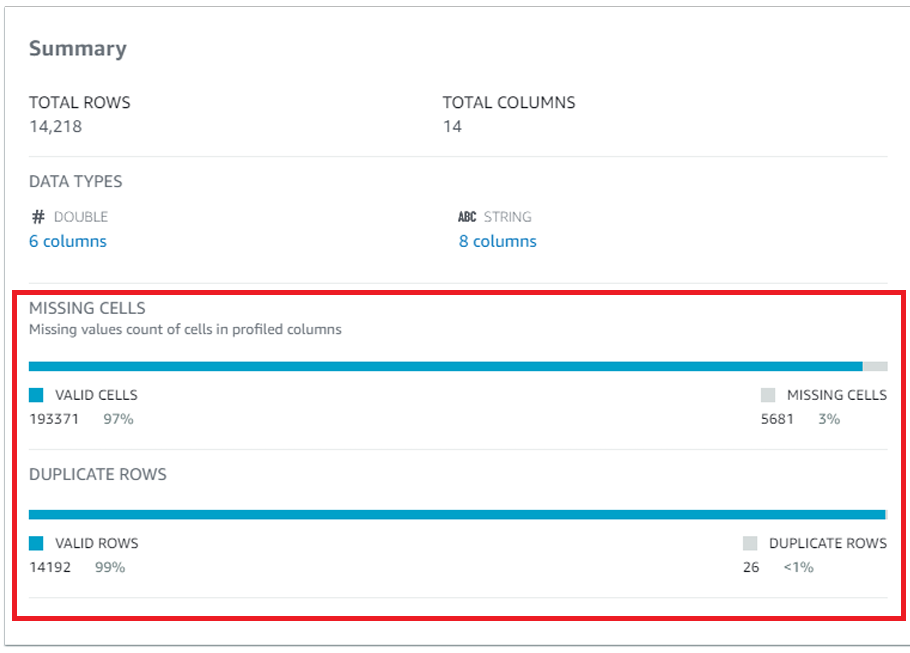 Summary
TOTAL ROWS TOTAL COLUMNS
14,218 14
DATA TYPES
# DOUBLE ABC STRING
6 columns 8 columns
MISSING CELLS
Missing values count of cells in profiled columns
VALID CELLS MISSING CELLS
193371 97% 5681 3%
DUPLICATE ROWS
VALID ROWS DUPLICATE ROWS
14192 99% 26 <1%